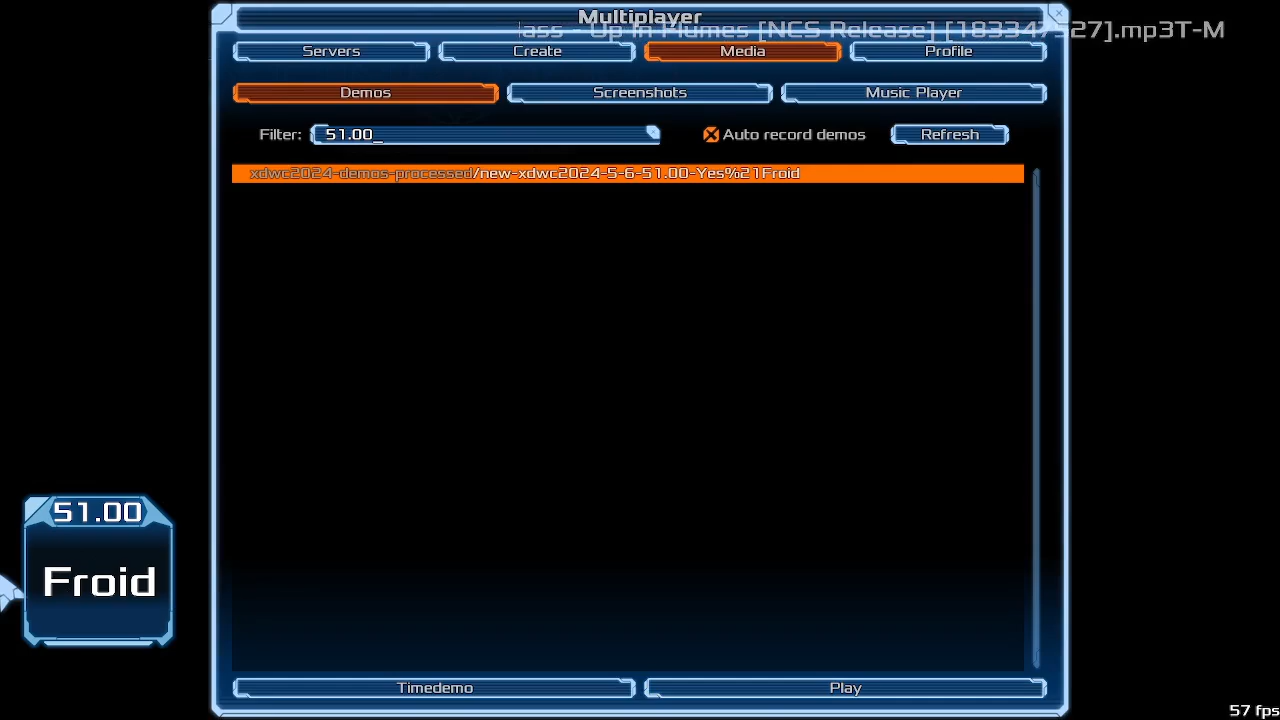 Multiplayer
ass - Up In Plumes [NCS Release] [1833475527].mp3T-M
Servers Create Media Profile
Demos Screenshots Music Player
Filter: 51.00_ Auto record demos Refresh
xdwc2024-demos-processed/new-xdwc2024-5-6-51.00-Yes%21Froid
51.00
Froid
Timedemo Play
57 fps